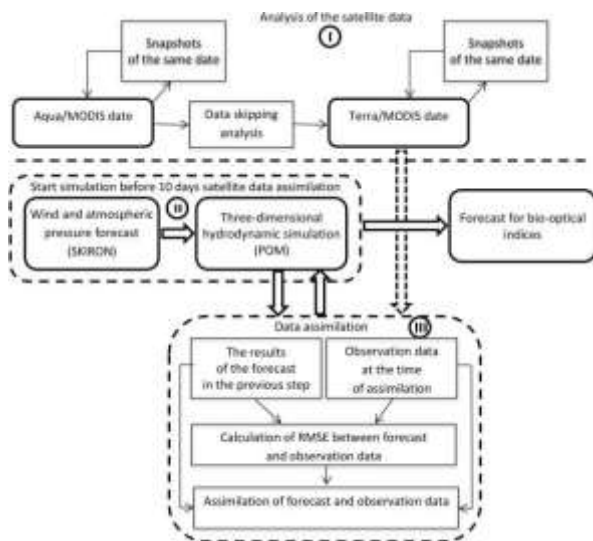 Analysis of the satellite data
I
Snapshots
of the same date
Snapshots
of the same date
Aqua/MODIS date
Data skipping
analysis
Terra/MODIS date
Start simulation before 10 days satellite data assimilation
II
Wind and atmospheric
pressure forecast
(SKIRON)
Three-dimensional
hydrodynamic simulation
(POM)
Forecast for bio-optical
indices
Data assimilation
III
The results
of the forecast
in the previous step
Observation data
at the time
of assimilation
Calculation of RMSE between forecast
and observation data
Assimilation of forecast and observation data